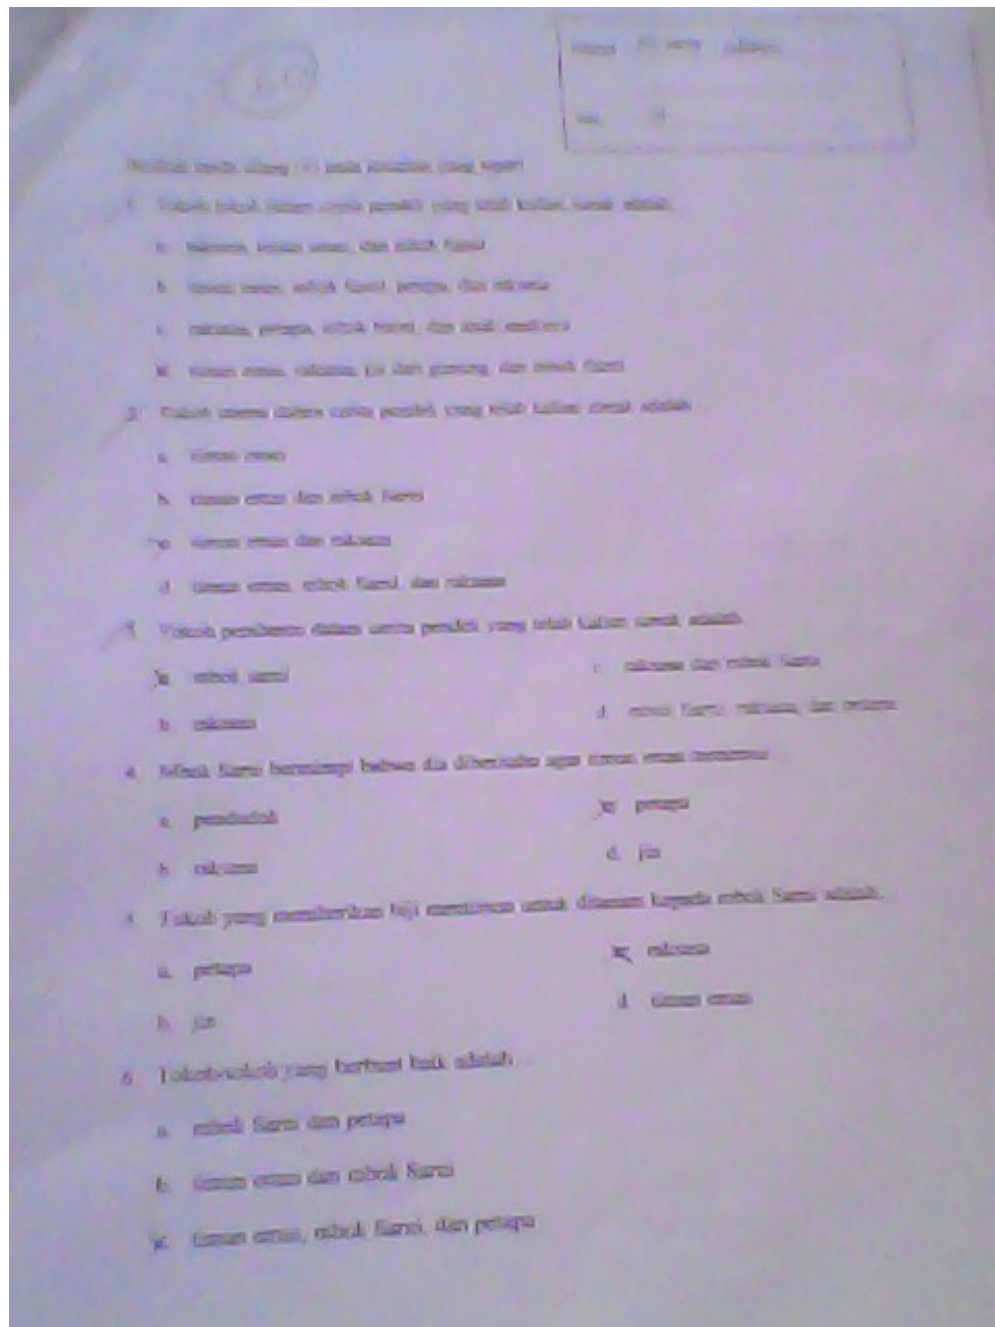 Berilah tanda silang (x) pada jawaban yang tepat!
1. Tokoh-tokoh dalam cerita pendek yang telah kalian simak adalah
a. raksasa, timun emas, dan mbok Sarni
b. timun emas, mbok Sarni, petapa, dan raksasa
c. raksasa, petapa, mbok Sarni, dan
d. timun emas, raksasa, dan mbok Sarni
2. Tokoh utama dalam cerita pendek yang telah kalian simak adalah
a. timun emas
b. timun emas dan mbok Sarni
c. timun emas dan raksasa
d. timun emas, mbok Sarni, dan raksasa
3. Tokoh pembantu dalam cerita pendek yang telah kalian simak adalah
a. mbok sarni
c. raksasa dan mbok Sarni
b. raksasa
d. mbok Sarni, raksasa, dan petapa
4. Mbok Sarni bermimpi bahwa dia diberitahu agar timun emas menemui
a. penduduk
c. petapa
b. raksasa
d. jin
5. Tokoh yang memberikan biji mentimun untuk ditanam kepada mbok Sarni adalah
a. petapa
c. raksasa
b. jin
d. timun emas
6. Tokoh-tokoh yang berhati baik adalah
a. mbok Sarni dan petapa
b. timun emas dan mbok Sarni
c. timun emas, mbok Sarni, dan petapa